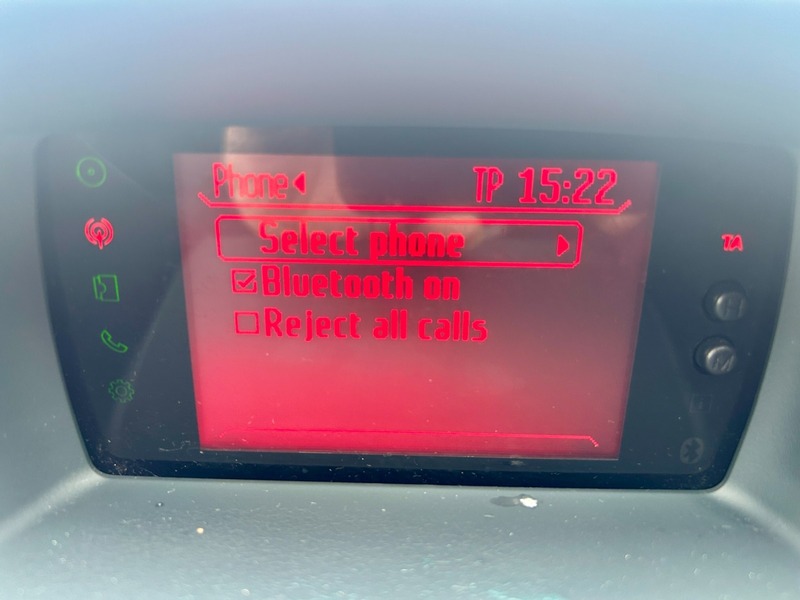 Phone
TP 15:22
Select phone
Bluetooth on
Reject all calls
TA
H
M